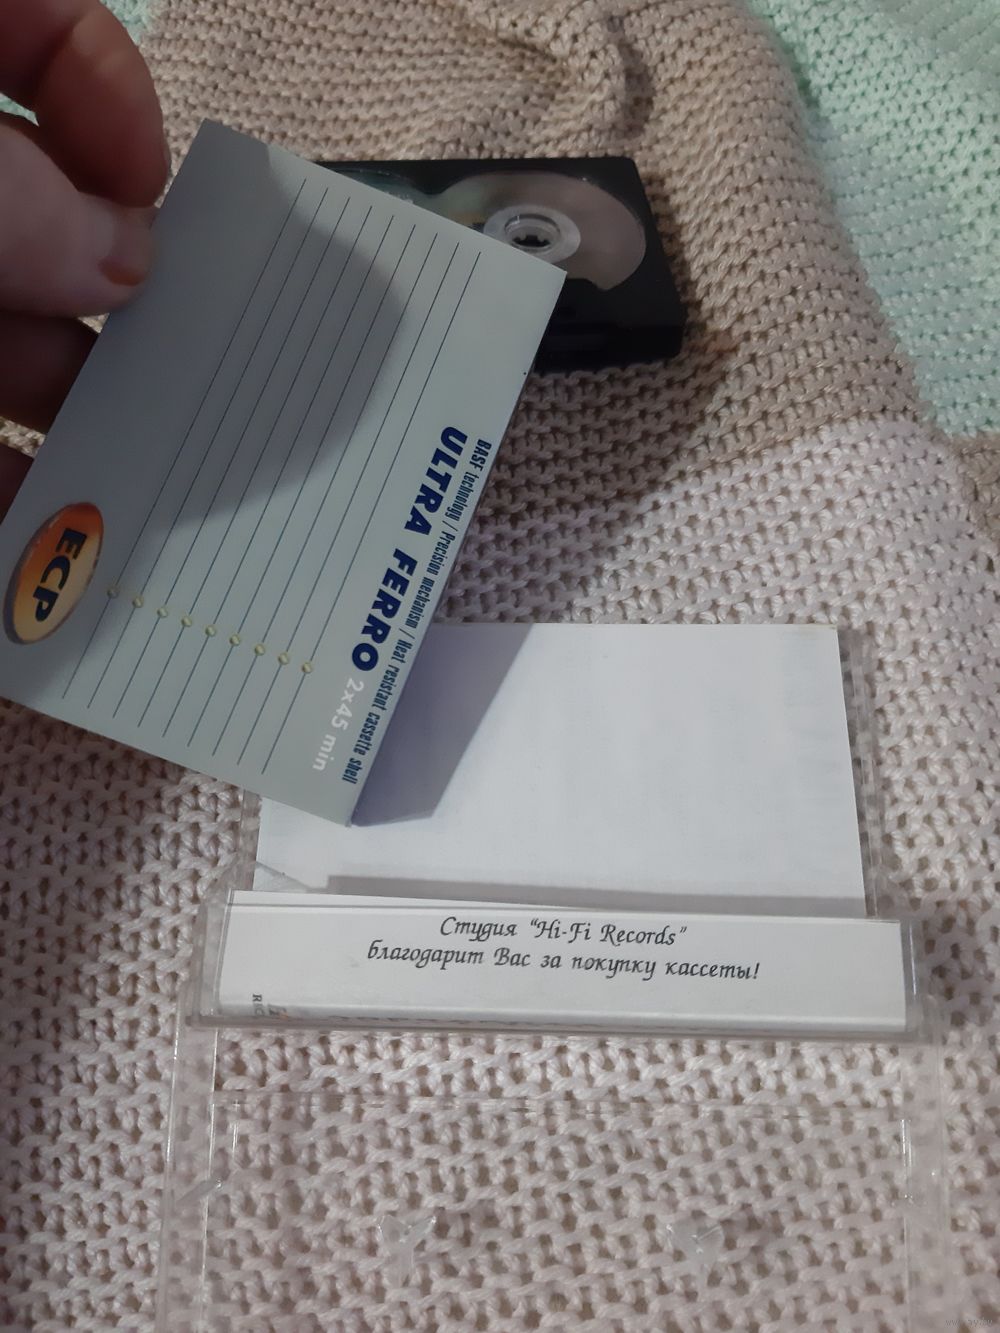 BASF technology / Precision mechanism / Heat resistant cassette shell
ULTRA FERRO 2x45 min
ECP
Студия "Hi-Fi Records"
благодарит Вас за покупку кассеты!